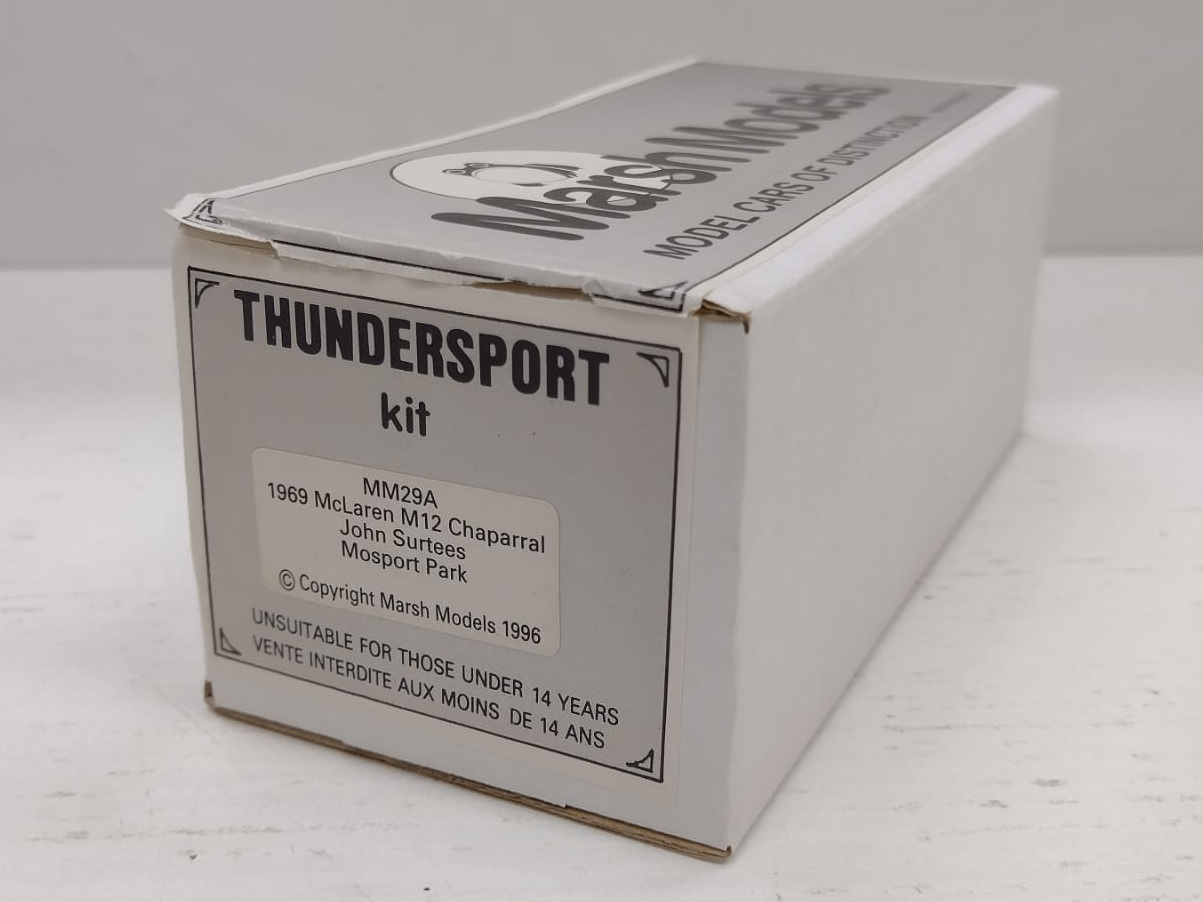 Marsh Models
MODEL CARS OF DISTINCTION
THUNDERSPORT
kit
MM29A
1969 McLaren M12 Chaparral
John Surtees
Mosport Park
© Copyright Marsh Models 1996
UNSUITABLE FOR THOSE UNDER 14 YEARS
VENTE INTERDITE AUX MOINS DE 14 ANS